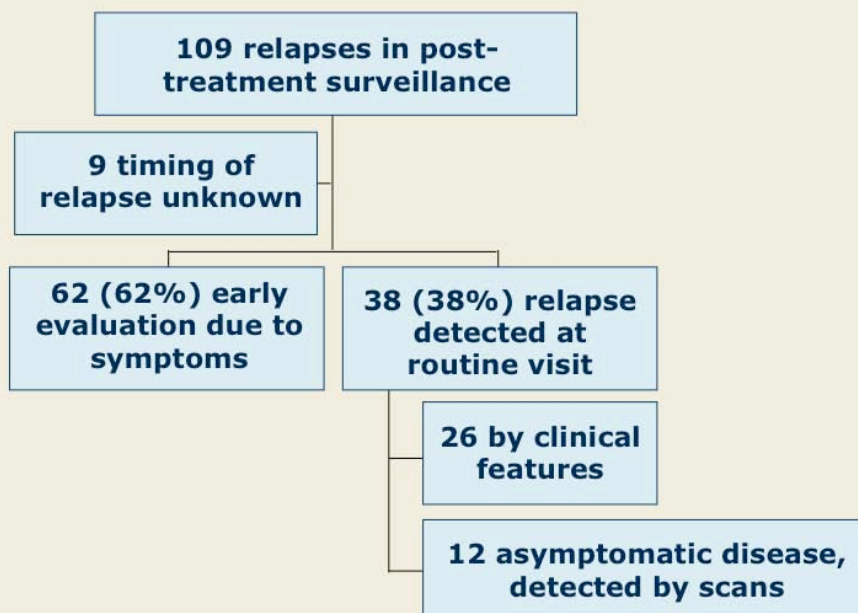 109 relapses in post-
treatment surveillance
9 timing of
relapse unknown
62 (62%) early
evaluation due to
symptoms
38 (38%) relapse
detected at
routine visit
26 by clinical
features
12 asymptomatic disease,
detected by scans